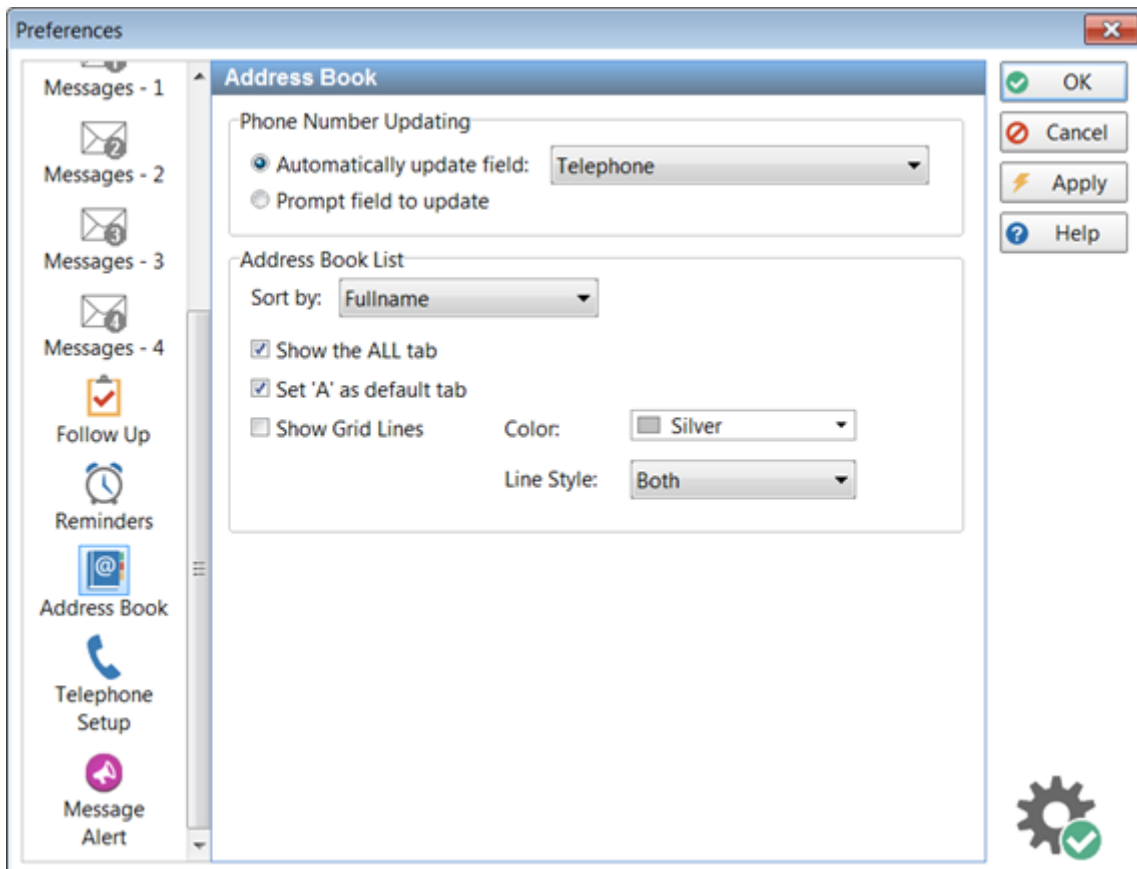 Preferences
Messages - 1
2
Messages - 2
3
Messages - 3
4
Messages - 4
Follow Up
Reminders
@
Address Book
Telephone
Setup
Message
Alert
Address Book
Phone Number Updating
Automatically update field: Telephone
Prompt field to update
Address Book List
Sort by: Fullname
Show the ALL tab
Set 'A' as default tab
Show Grid Lines Color: Silver
Line Style: Both
OK
Cancel
Apply
? Help